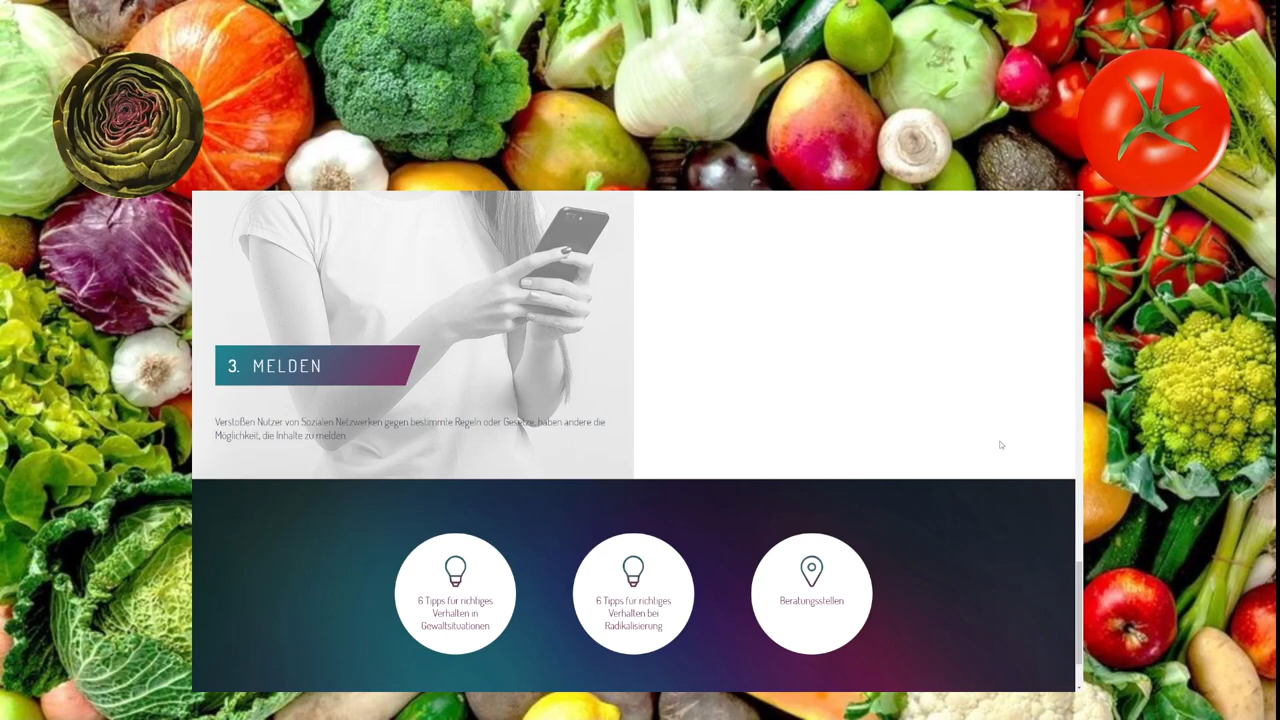 3. MELDEN
Verstoßen Nutzer von Sozialen Netzwerken gegen bestimmte Regeln oder Gesetze, haben andere die
Möglichkeit, die Inhalte zu melden.
6 Tipps für richtiges
Verhalten in
Gewaltsituationen
6 Tipps für richtiges
Verhalten bei
Radikalisierung
Beratungsstellen